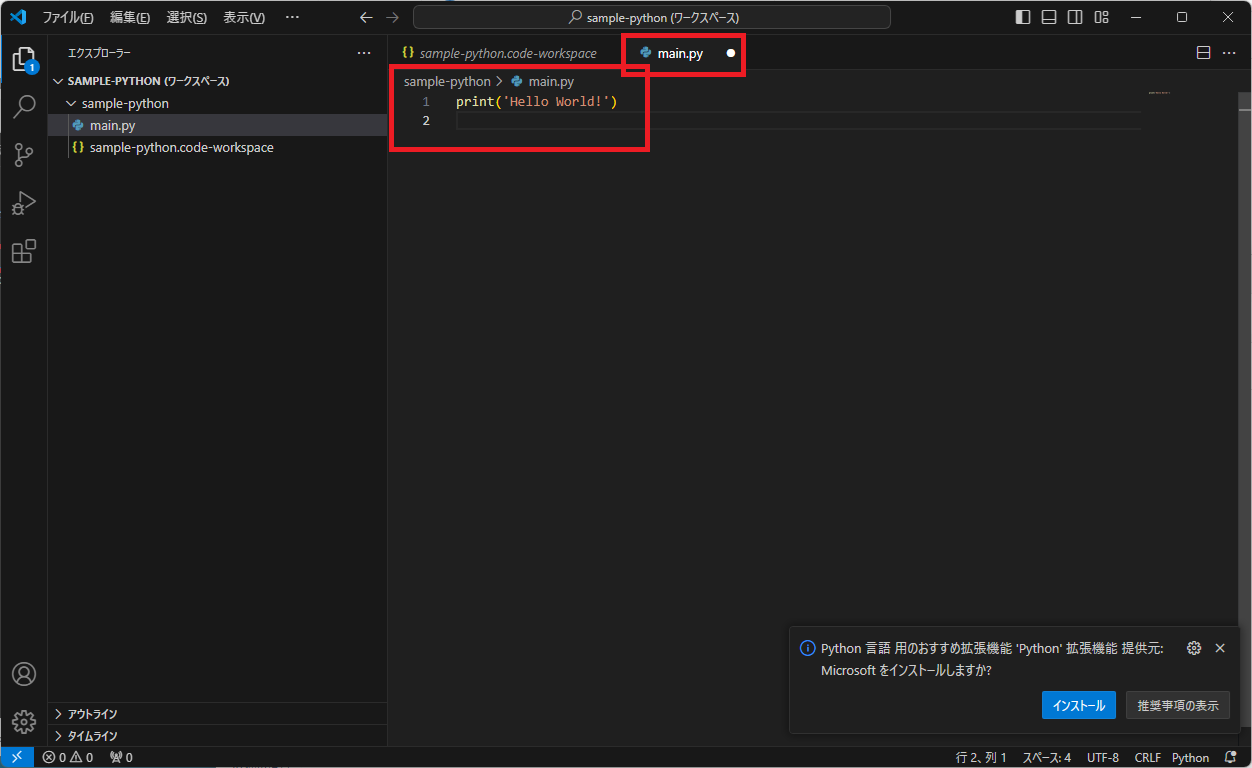 ファイル(F) 編集(E) 選択(S) 表示(V) … sample-python (ワークスペース)
エクスプローラー …
1
SAMPLE-PYTHON (ワークスペース)
sample-python
main.py
sample-python.code-workspace
アウトライン
タイムライン
{} sample-python.code-workspace main.py ● …
sample-python > main.py
1 print('Hello World!')
2
Python 言語 用のおすすめ拡張機能 'Python' 拡張機能 提供元:
Microsoft をインストールしますか?
インストール 推奨事項の表示
0 0 0 行 2、列 1 スペース: 4 UTF-8 CRLF Python